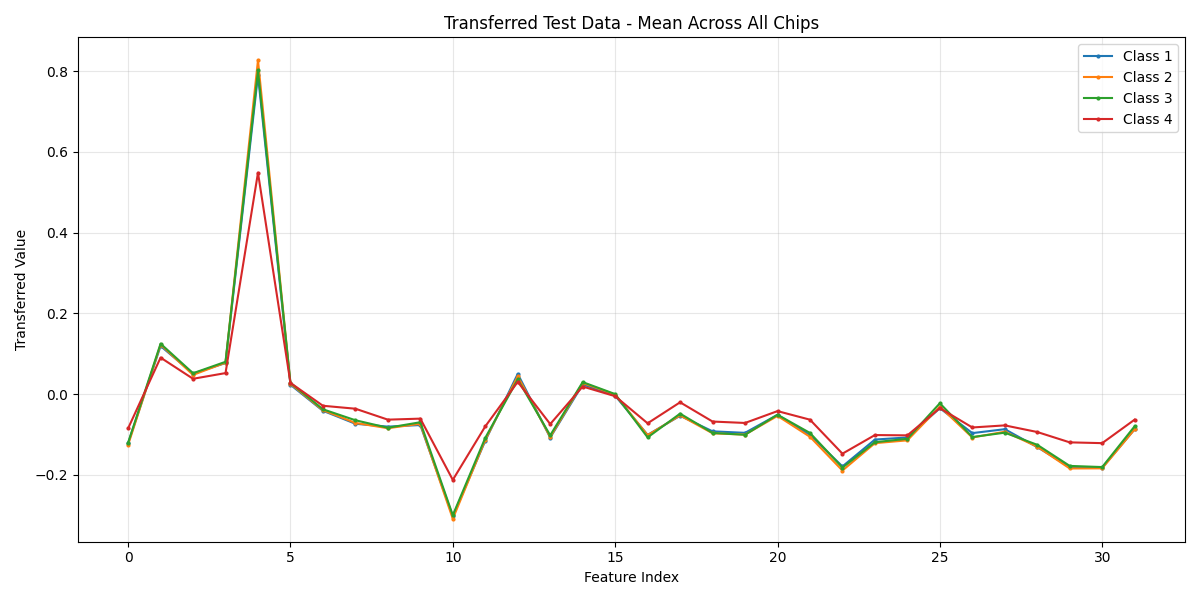 Transferred Test Data - Mean Across All Chips
Class 1
Class 2
Class 3
Class 4
Transferred Value
0.8
0.6
0.4
0.2
0.0
−0.2
0
5
10
15
20
25
30
Feature Index